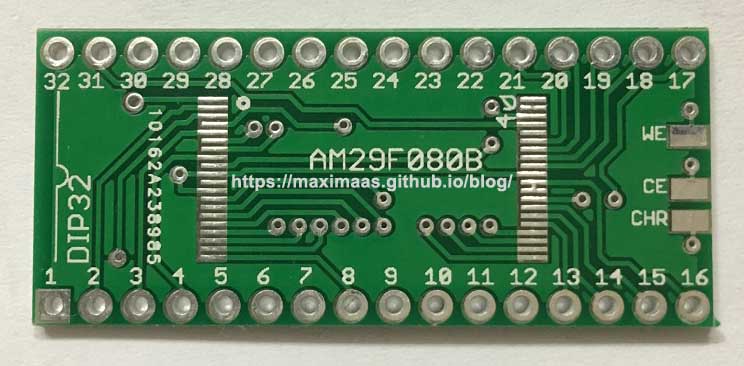 32 31 30 29 28 27 26 25 24 23 22 21 20 19 18 17
4U
WE
AM29F080B
https://maximaas.github.io/blog/
CE
CHR
DIP32
10162A238985
1 2 3 4 5 6 7 8 9 10 11 12 13 14 15 16